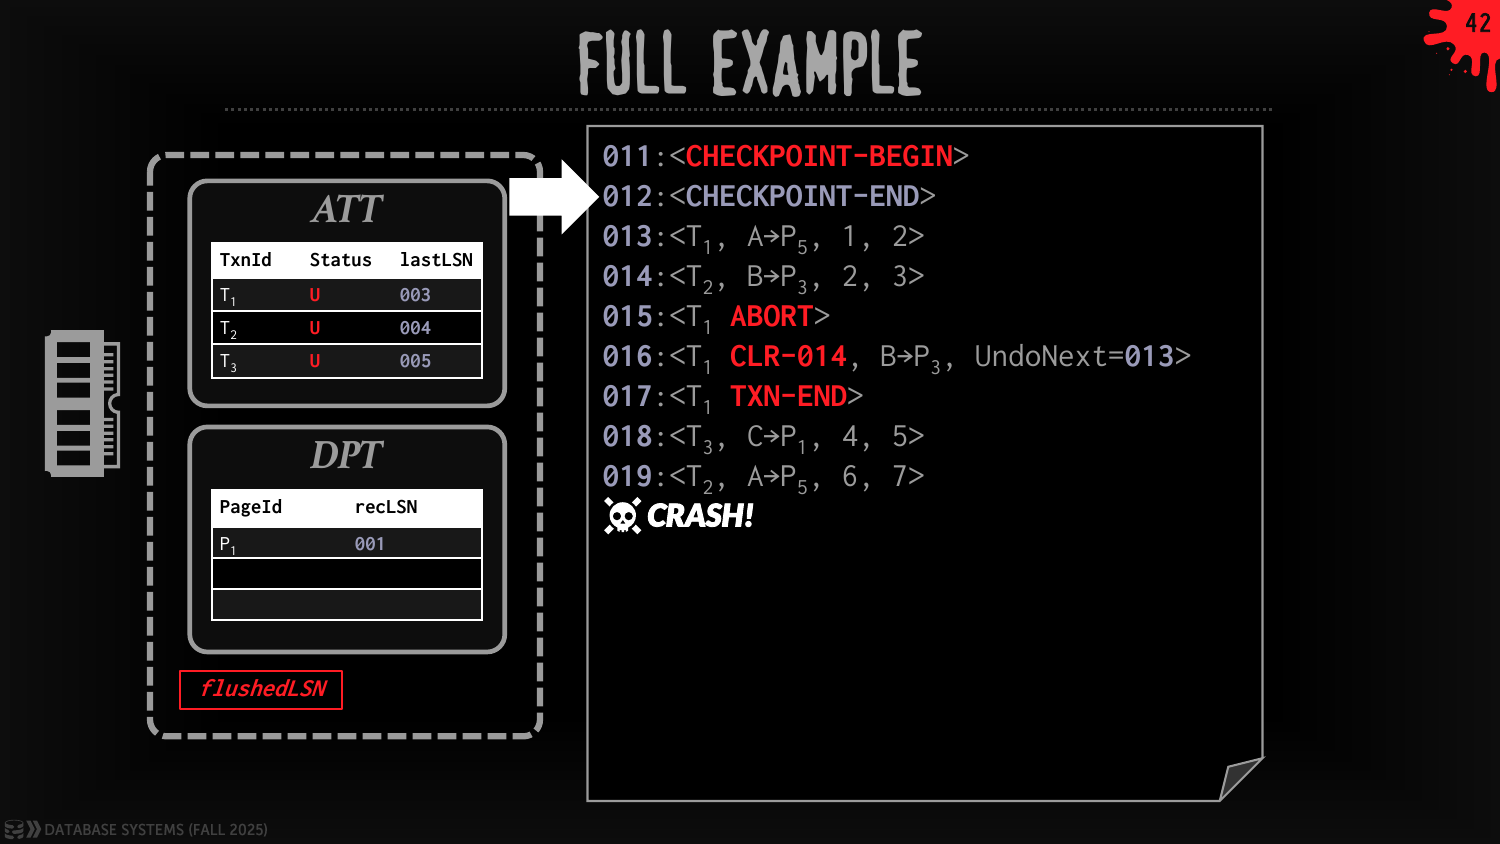 42
FULL EXAMPLE
ATT
TxnId Status lastLSN
T1 U 003
T2 U 004
T3 U 005
DPT
PageId recLSN
P1 001
flushedLSN
011:<CHECKPOINT-BEGIN>
012:<CHECKPOINT-END>
013:<T1, A→P5, 1, 2>
014:<T2, B→P3, 2, 3>
015:<T1 ABORT>
016:<T1 CLR-014, B→P3, UndoNext=013>
017:<T1 TXN-END>
018:<T3, C→P1, 4, 5>
019:<T2, A→P5, 6, 7>
CRASH!
DATABASE SYSTEMS (FALL 2025)